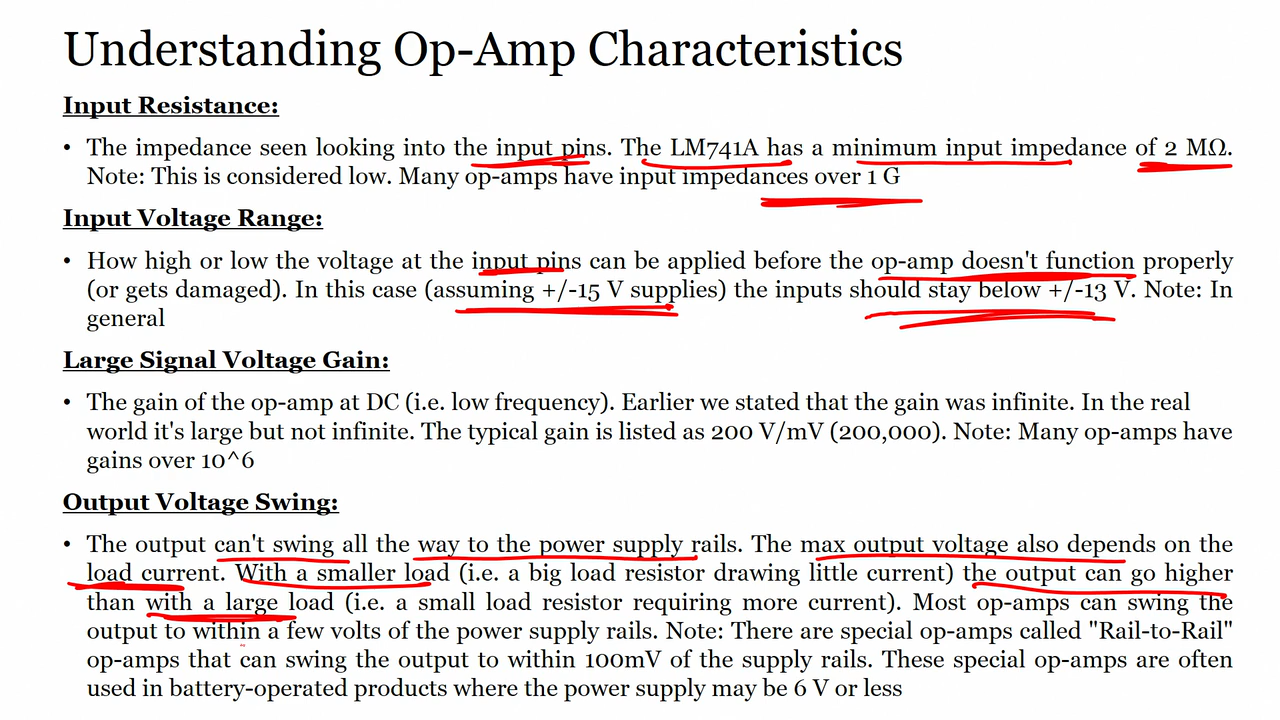 Understanding Op-Amp Characteristics
Input Resistance:
• The impedance seen looking into the input pins. The LM741A has a minimum input impedance of 2 MΩ.
Note: This is considered low. Many op-amps have input impedances over 1 G
Input Voltage Range:
• How high or low the voltage at the input pins can be applied before the op-amp doesn't function properly
(or gets damaged). In this case (assuming +/-15 V supplies) the inputs should stay below +/-13 V. Note: In
general
Large Signal Voltage Gain:
• The gain of the op-amp at DC (i.e. low frequency). Earlier we stated that the gain was infinite. In the real
world it's large but not infinite. The typical gain is listed as 200 V/mV (200,000). Note: Many op-amps have
gains over 10^6
Output Voltage Swing:
• The output can't swing all the way to the power supply rails. The max output voltage also depends on the
load current. With a smaller load (i.e. a big load resistor drawing little current) the output can go higher
than with a large load (i.e. a small load resistor requiring more current). Most op-amps can swing the
output to within a few volts of the power supply rails. Note: There are special op-amps called "Rail-to-Rail"
op-amps that can swing the output to within 100mV of the supply rails. These special op-amps are often
used in battery-operated products where the power supply may be 6 V or less